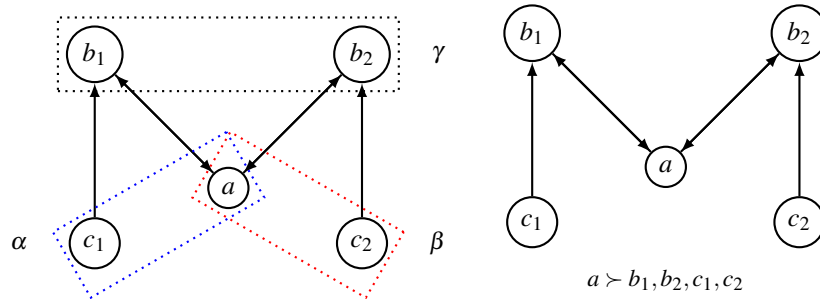 b₁ b₂ γ
a
α c₁ c₂ β
b₁ b₂
a
c₁ c₂
a ≻ b₁, b₂, c₁, c₂